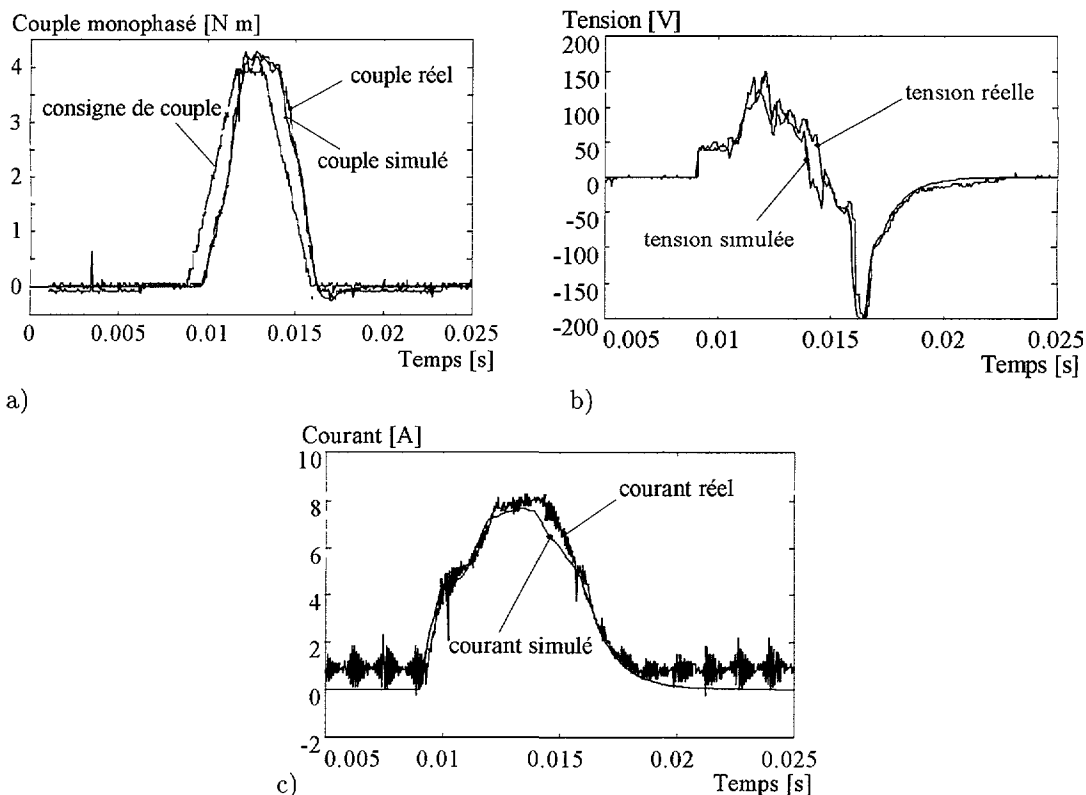 Couple monophasé [N m]
4
3
2
1
0
consigne de couple
couple réel
couple simulé
0
0.005
0.01
0.015
0.02
0.025
Temps [s]
a)
Tension [V]
200
150
100
50
0
-50
-100
-150
-200
tension réelle
tension simulée
0.005
0.01
0.015
0.02
0.025
Temps [s]
b)
Courant [A]
10
8
6
4
2
0
-2
courant réel
courant simulé
0.005
0.01
0.015
0.02
0.025
Temps [s]
c)